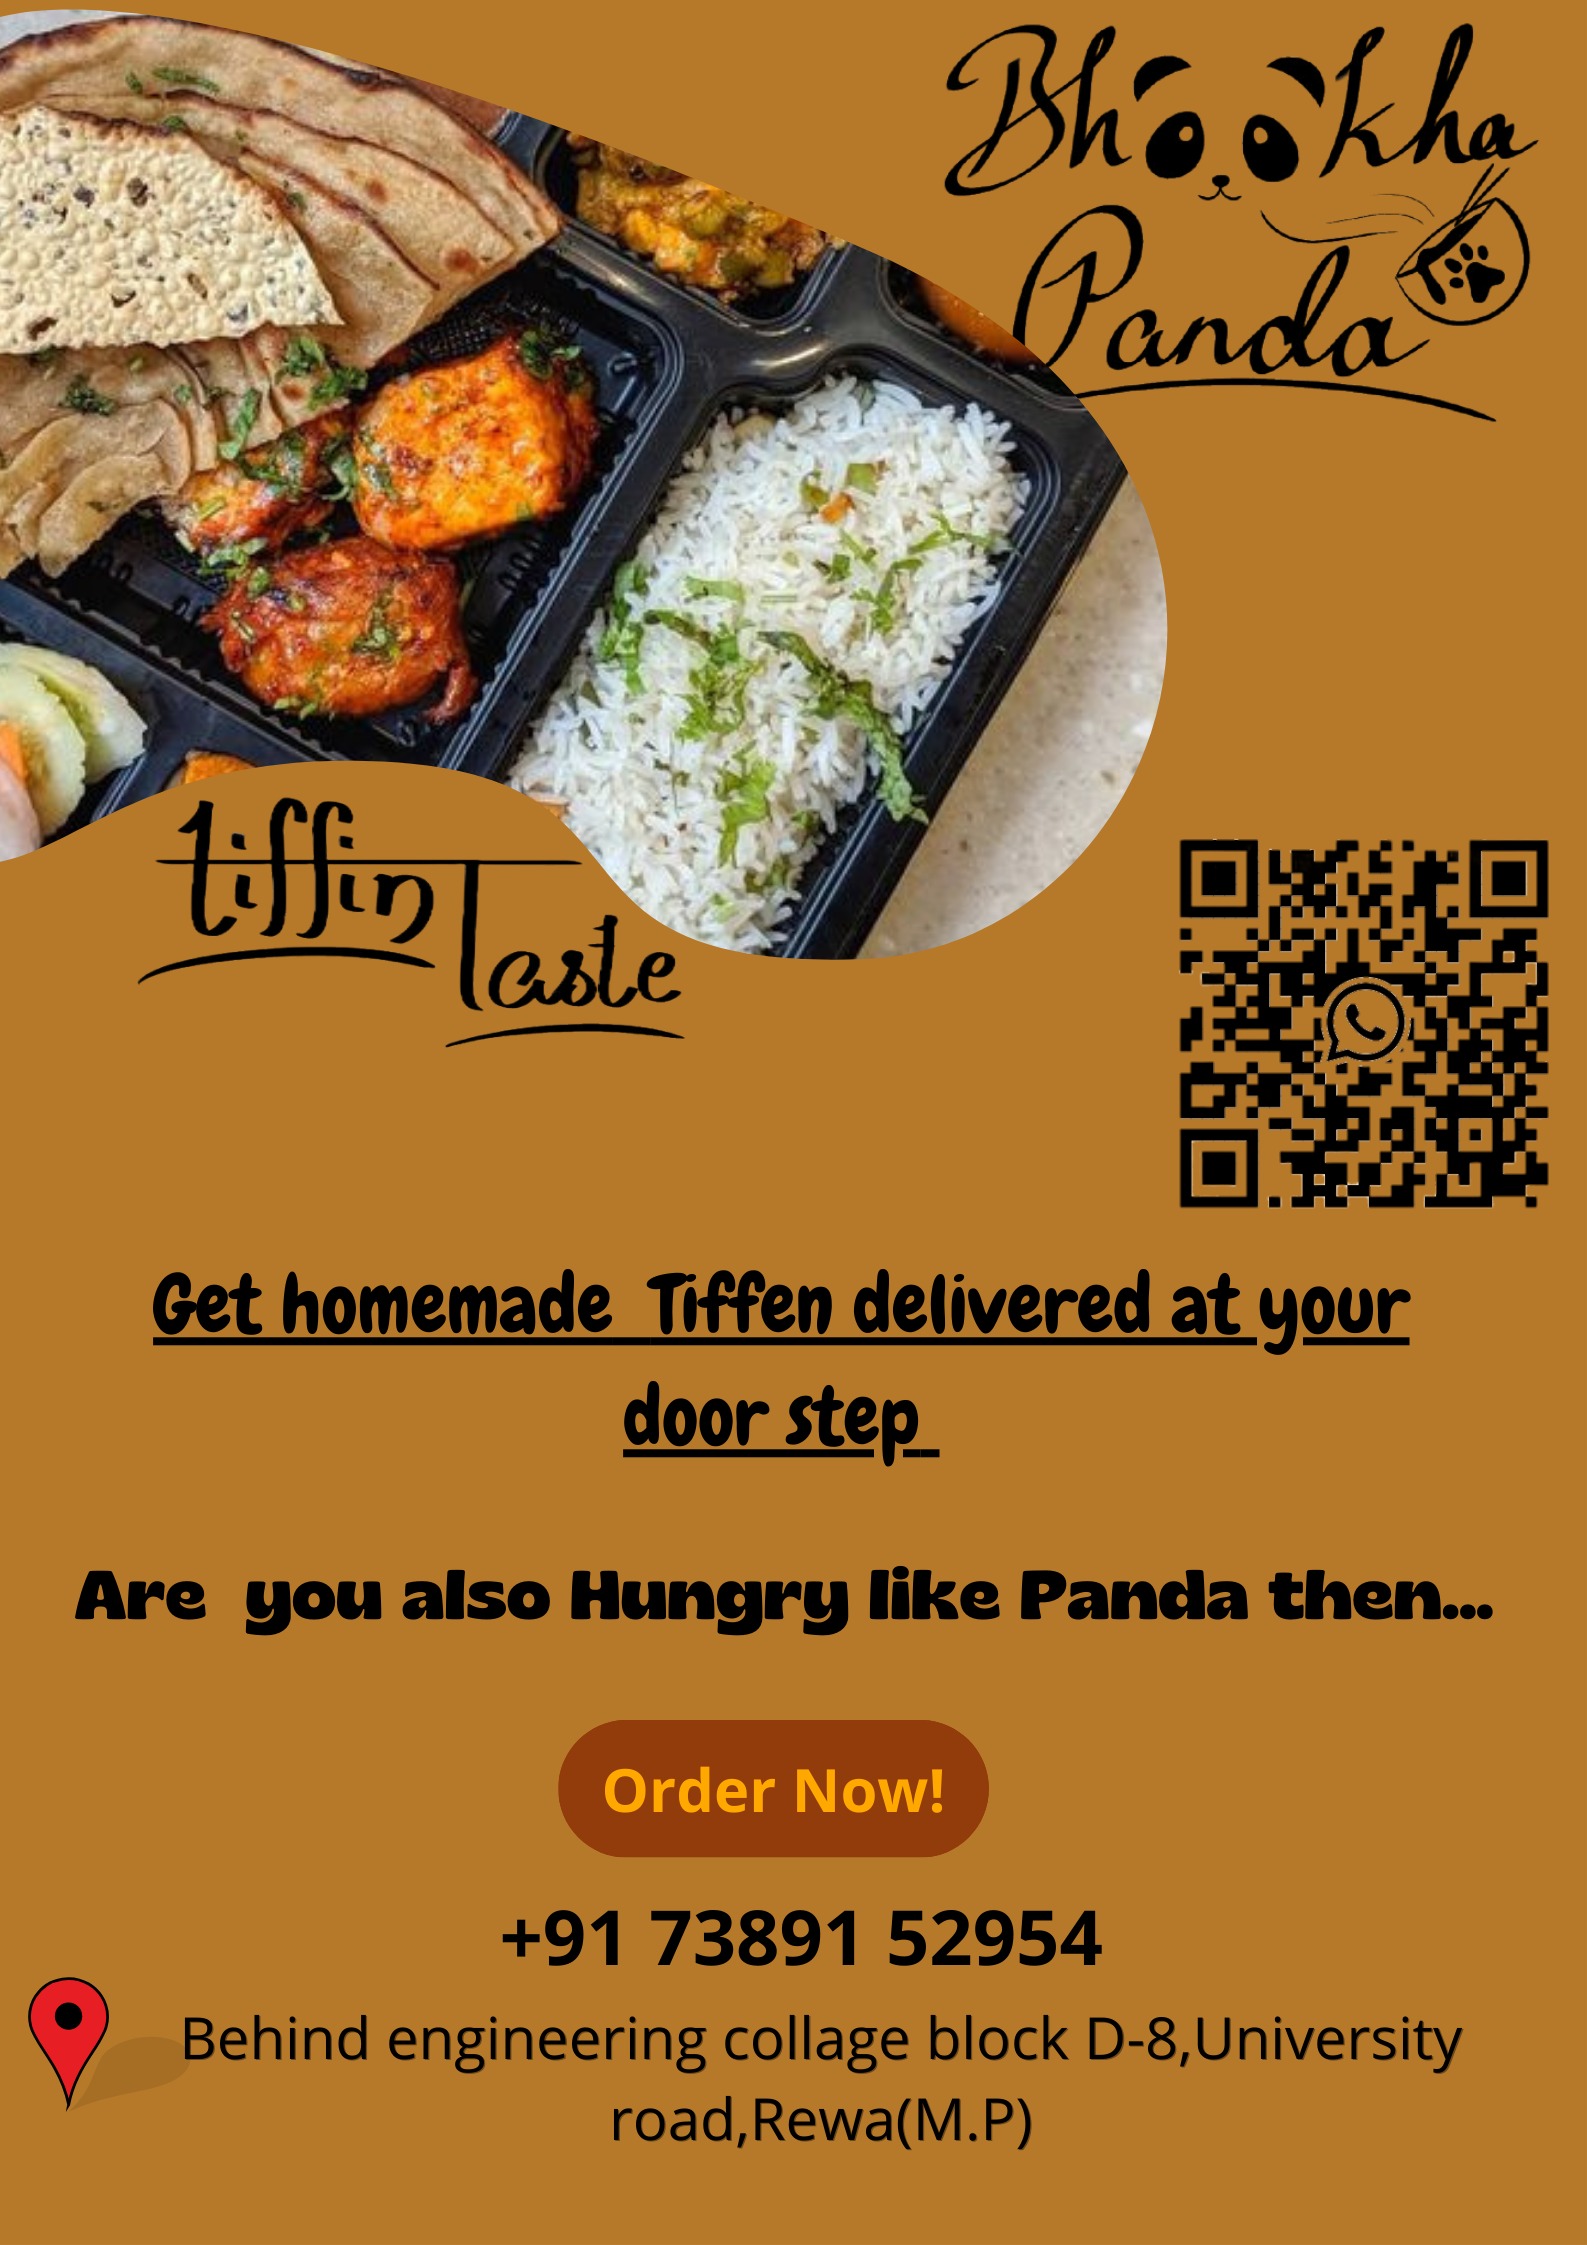 Bhookha
Panda
tiffin
Taste
Get homemade Tiffen delivered at your
door step
Are you also Hungry like Panda then...
Order Now!
+91 73891 52954
Behind engineering collage block D-8,University
road,Rewa(M.P)